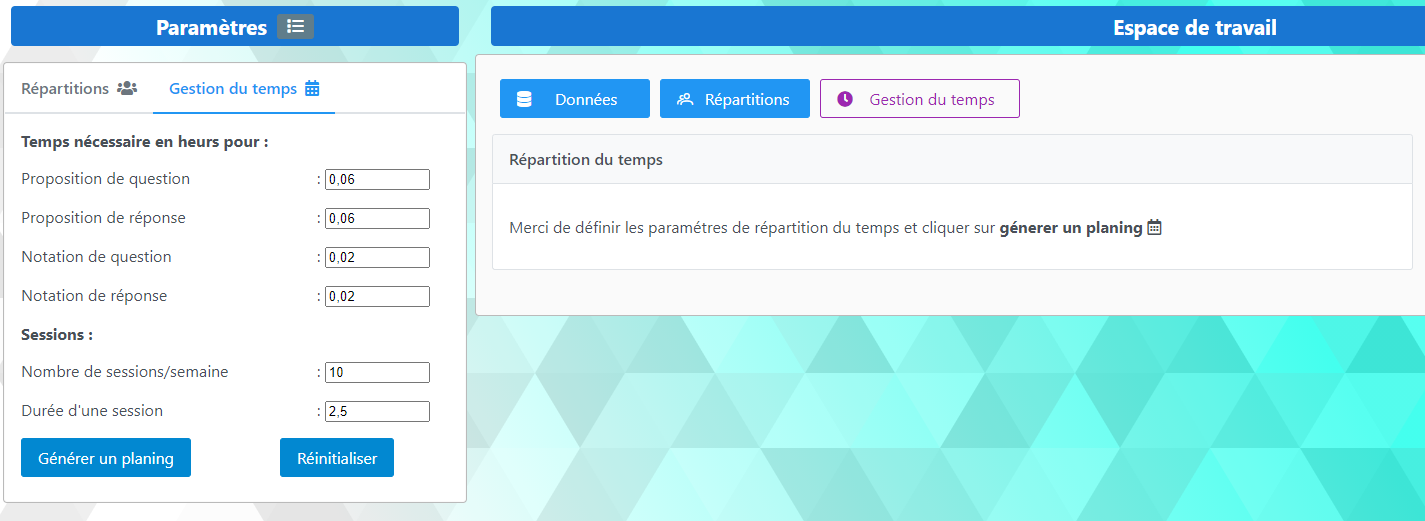 Paramètres
Espace de travail
Répartitions
Gestion du temps
Temps nécessaire en heurs pour :
Proposition de question : 0,06
Proposition de réponse : 0,06
Notation de question : 0,02
Notation de réponse : 0,02
Sessions :
Nombre de sessions/semaine : 10
Durée d'une session : 2,5
Générer un planing
Réinitialiser
Données
Répartitions
Gestion du temps
Répartition du temps
Merci de définir les paramétres de répartition du temps et cliquer sur génerer un planing